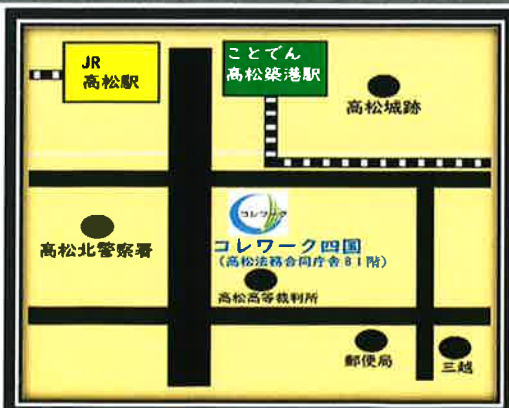 JR
高松駅
ことでん
高松築港駅
高松城跡
コレワーク
高松北警察署
コレワーク四国
(高松法務合同庁舎B1階)
高松高等裁判所
郵便局
三越